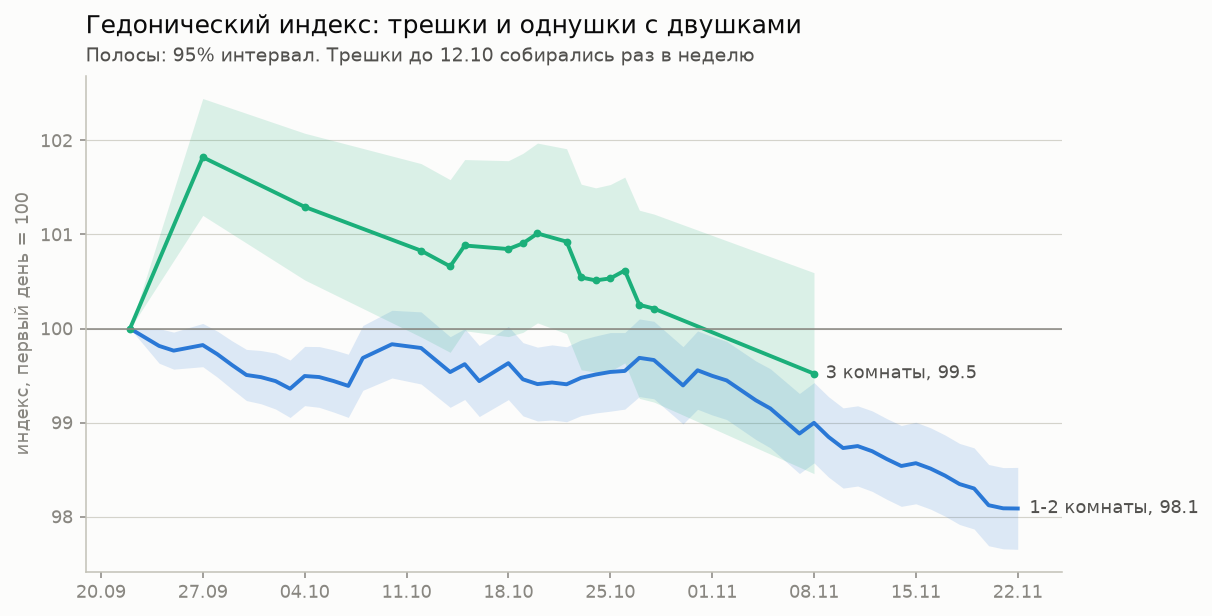 Гедонический индекс: трешки и однушки с двушками
Полосы: 95% интервал. Трешки до 12.10 собирались раз в неделю
индекс, первый день = 100
102
101
100
99
98
3 комнаты, 99.5
1-2 комнаты, 98.1
20.09 27.09 04.10 11.10 18.10 25.10 01.11 08.11 15.11 22.11